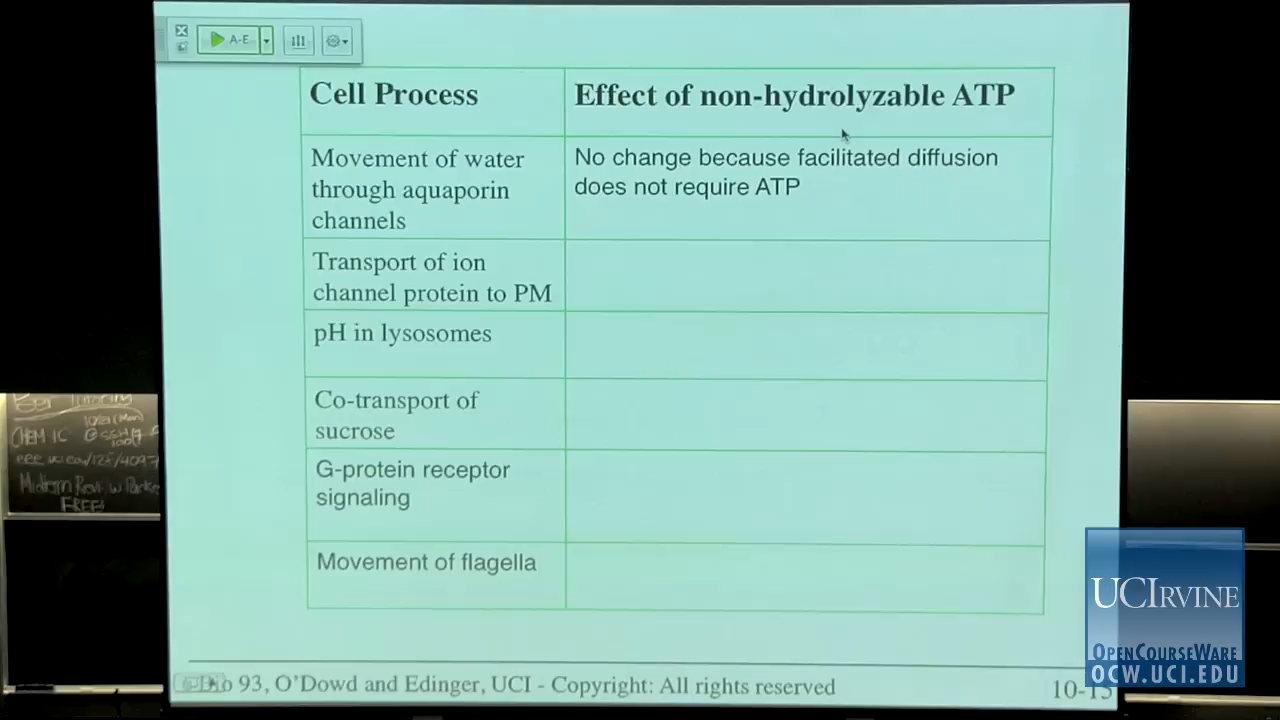 A-E
Cell Process
Effect of non-hydrolyzable ATP
Movement of water
through aquaporin
channels
No change because facilitated diffusion
does not require ATP
Transport of ion
channel protein to PM
pH in lysosomes
Co-transport of
sucrose
G-protein receptor
signaling
Movement of flagella
93, O'Dowd and Edinger, UCI - Copyright: All rights reserved
CHEM 1C
Midterm
FREE!
UCIRVINE
OPENCOURSEWARE
OCW.UCI.EDU